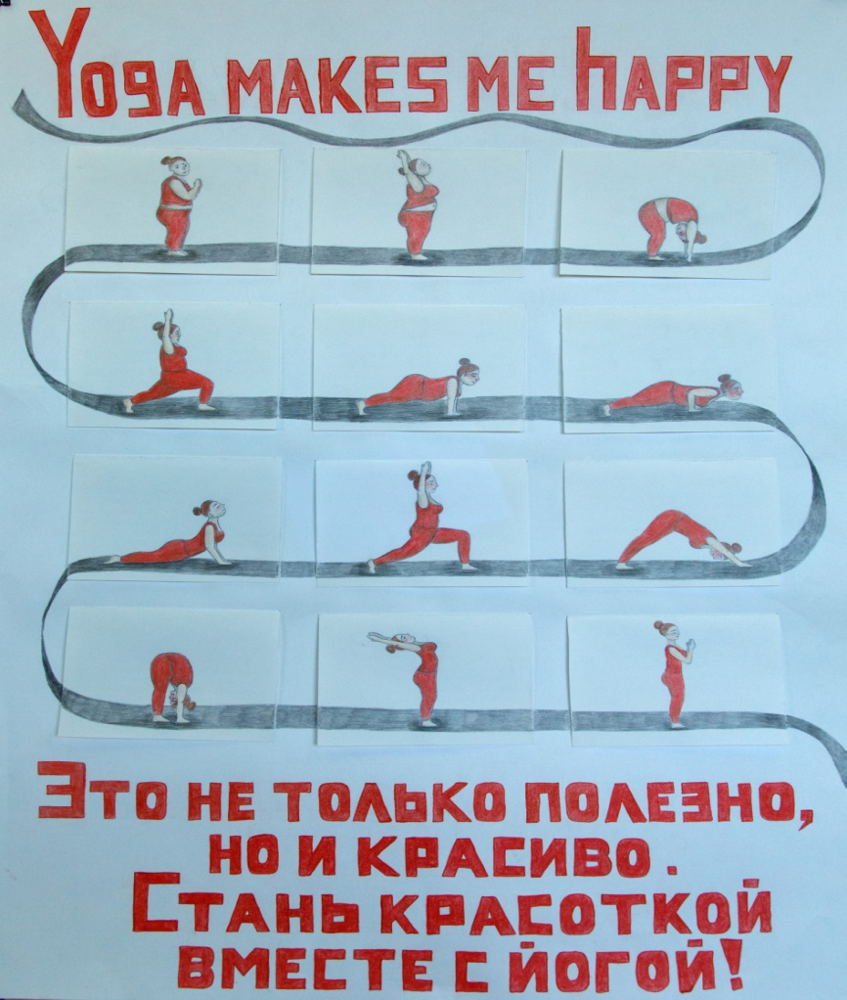 Yoga makes me happy
Это не только полезно,
но и красиво.
Стань красоткой
вместе с йогой!